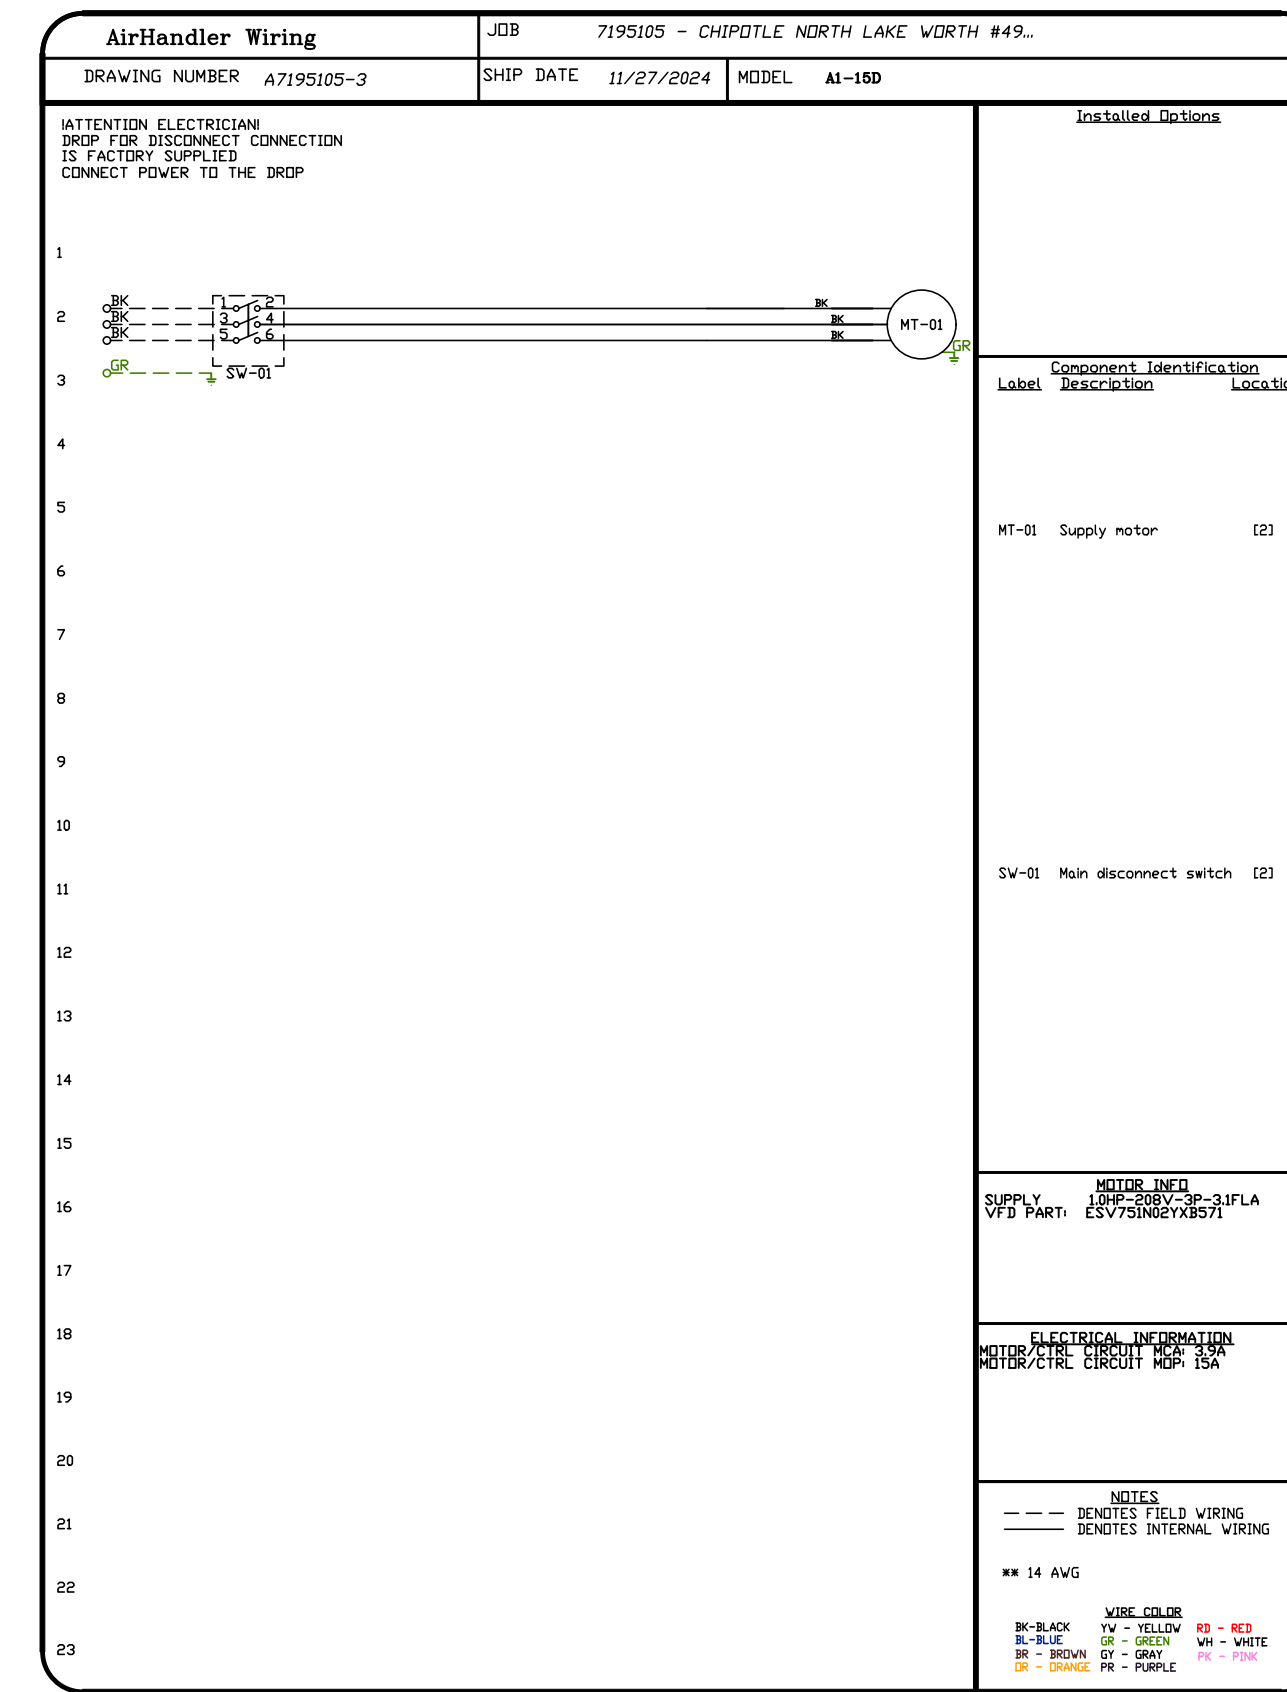 AirHandler Wiring
JOB 7195105 - CHIPOTLE NORTH LAKE WORTH #49...
DRAWING NUMBER A7195105-3
SHIP DATE 11/27/2024
MODEL A1-15D
!ATTENTION ELECTRICIAN!
DROP FOR DISCONNECT CONNECTION
IS FACTORY SUPPLIED
CONNECT POWER TO THE DROP
1
2
3
4
5
6
7
8
9
10
11
12
13
14
15
16
17
18
19
20
21
22
23
BK 1 2 BK
BK 3 4 BK MT-01
BK 5 6 BK GR
GR SW-01
Installed Options
Component Identification
Label Description Locatio
MT-01 Supply motor [2]
SW-01 Main disconnect switch [2]
MOTOR INFO
SUPPLY 1.0HP-208V-3P-3.1FLA
VFD PART: ESV751N02YXB571
ELECTRICAL INFORMATION
MOTOR/CTRL CIRCUIT MCA: 3.9A
MOTOR/CTRL CIRCUIT MOP: 15A
NOTES
DENOTES FIELD WIRING
DENOTES INTERNAL WIRING
** 14 AWG
WIRE COLOR
BK-BLACK YW - YELLOW RD - RED
BL-BLUE GR - GREEN WH - WHITE
BR - BROWN GY - GRAY PK - PINK
OR - ORANGE PR - PURPLE